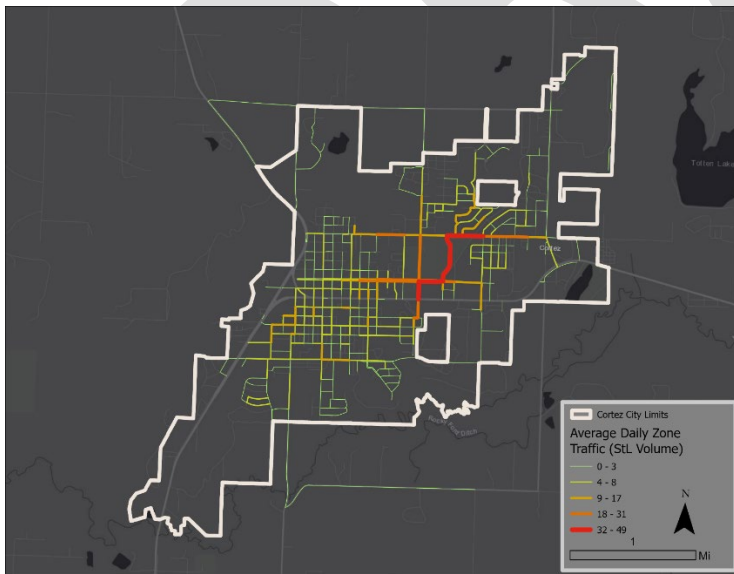 Totten Lake
Cortez
Cortez City Limits
Average Daily Zone
Traffic (StL Volume)
0 - 3
4 - 8
9 - 17
18 - 31
32 - 49
N
1
Mi